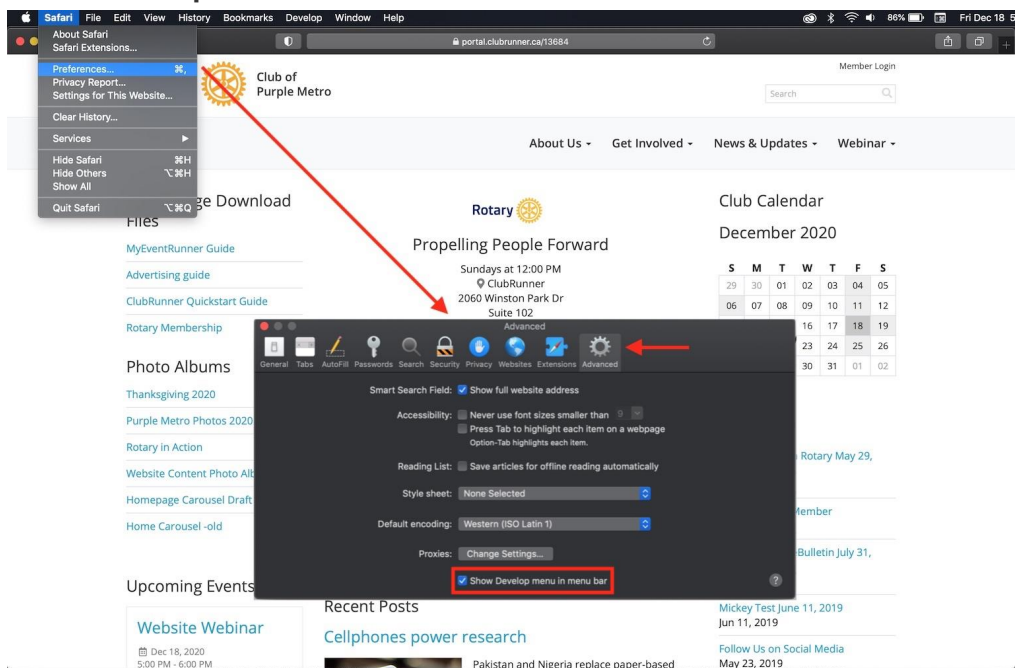 Safari File Edit View History Bookmarks Develop Window Help 86% Fri Dec 18
About Safari
Safari Extensions...
Preferences... ⌘,
Privacy Report...
Settings for This Website...
Clear History...
Services
Hide Safari ⌘H
Hide Others ⌥⌘H
Show All
Quit Safari ⌥⌘Q
portal.clubrunner.ca/13684
Member Login
Club of
Purple Metro
Search
About Us Get Involved News & Updates Webinar
Download
Files
MyEventRunner Guide
Advertising guide
ClubRunner Quickstart Guide
Rotary Membership
Photo Albums
Thanksgiving 2020
Purple Metro Photos 2020
Rotary in Action
Website Content Photo
Homepage Carousel Draft
Home Carousel -old
Upcoming Events
Website Webinar
Dec 18, 2020
5:00 PM - 6:00 PM
Rotary
Propelling People Forward
Sundays at 12:00 PM
ClubRunner
2060 Winston Park Dr
Suite 102
Advanced
General Tabs AutoFill Passwords Search Security Privacy Websites Extensions Advanced
Smart Search Field: Show full website address
Accessibility: Never use font sizes smaller than 9
Press Tab to highlight each item on a webpage
Option-Tab highlights each item.
Reading List: Save articles for offline reading automatically
Style sheet: None Selected
Default encoding: Western (ISO Latin 1)
Proxies: Change Settings...
Show Develop menu in menu bar
?
Recent Posts
Cellphones power research
Pakistan and Nigeria replace paper-based
Club Calendar
December 2020
S M T W T F S
29 30 01 02 03 04 05
06 07 08 09 10 11 12
16 17 18 19
23 24 25 26
30 31 01 02
Rotary May 29,
Bulletin July 31,
Mickey Test June 11, 2019
Jun 11, 2019
Follow Us on Social Media
May 23, 2019